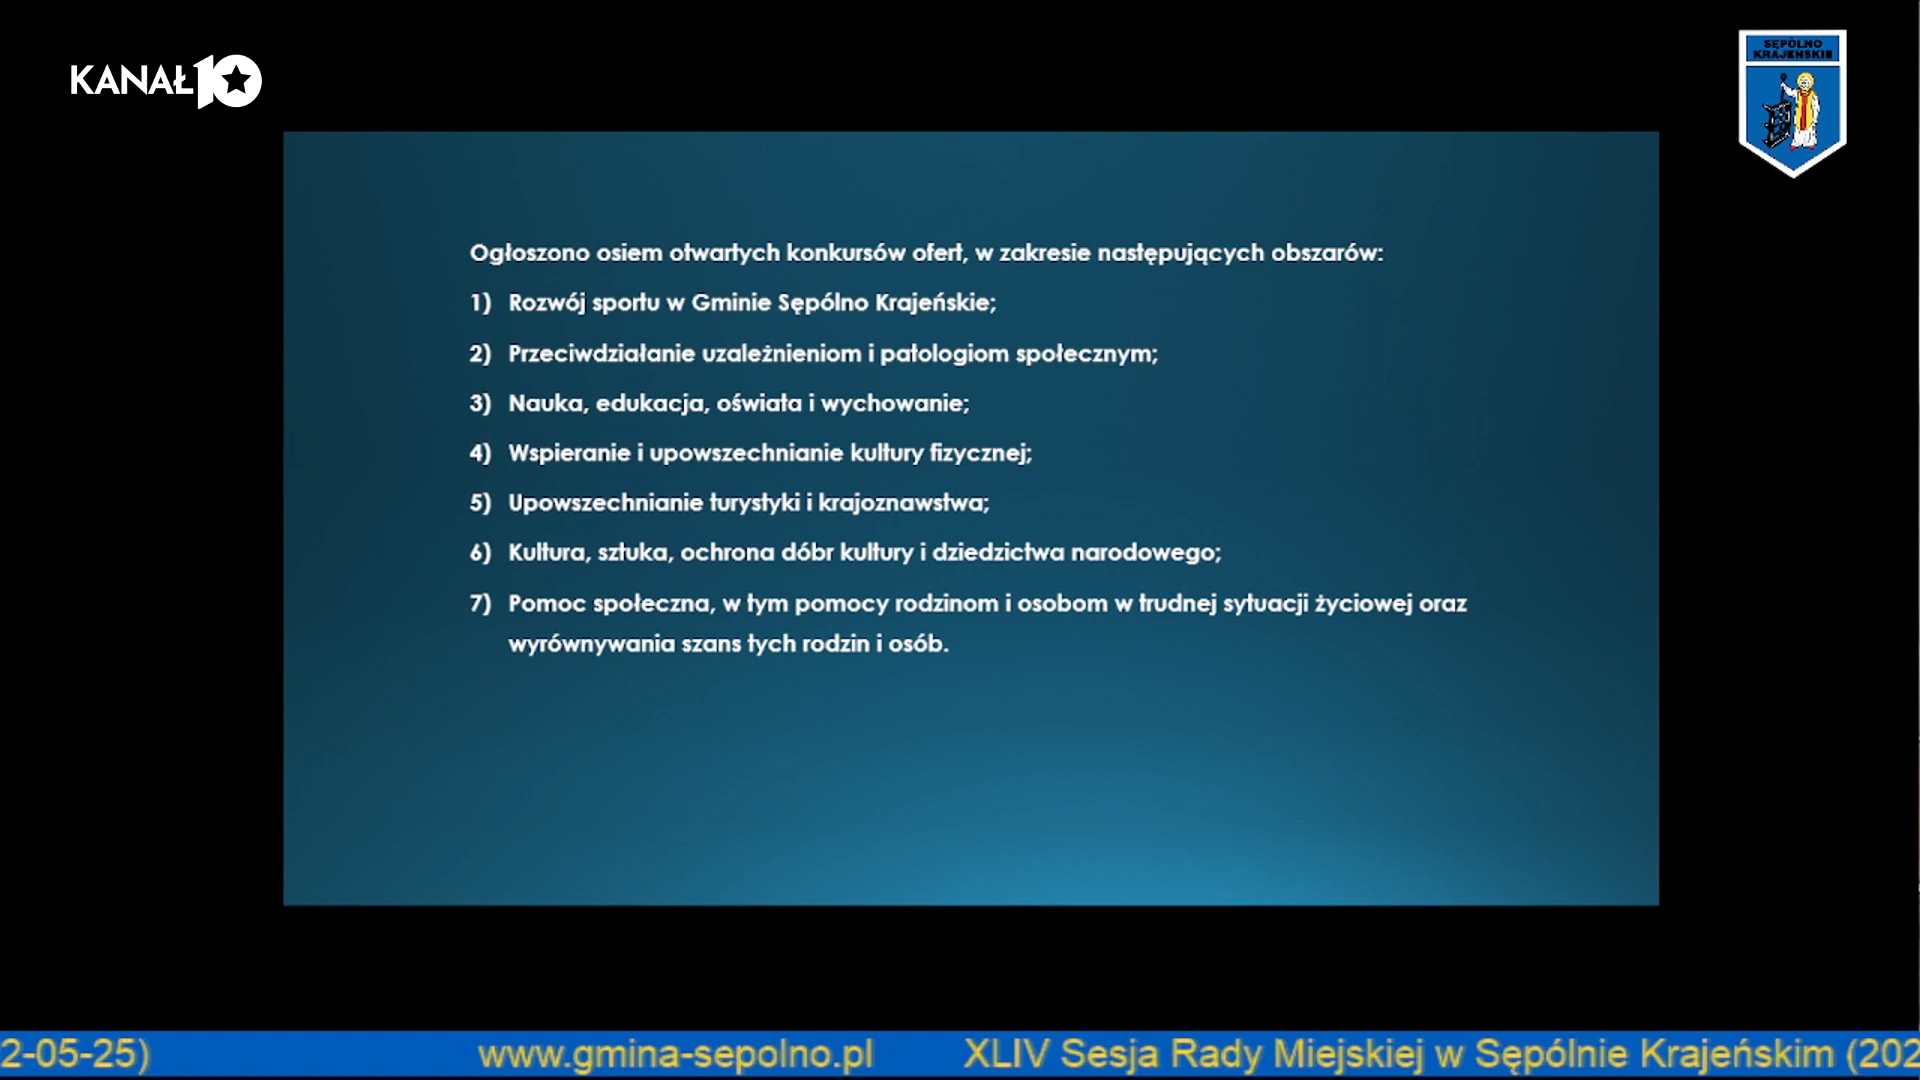 KANAŁ10
SĘPÓLNO
KRAJEŃSKIE
Ogłoszono osiem otwartych konkursów ofert, w zakresie następujących obszarów:
1) Rozwój sportu w Gminie Sępólno Krajeńskie;
2) Przeciwdziałanie uzależnieniom i patologiom społecznym;
3) Nauka, edukacja, oświata i wychowanie;
4) Wspieranie i upowszechnianie kultury fizycznej;
5) Upowszechnianie turystyki i krajoznawstwa;
6) Kultura, sztuka, ochrona dóbr kultury i dziedzictwa narodowego;
7) Pomoc społeczna, w tym pomocy rodzinom i osobom w trudnej sytuacji życiowej oraz
wyrównywania szans tych rodzin i osób.
2-05-25) www.gmina-sepolno.pl XLIV Sesja Rady Miejskiej w Sępólnie Krajeńskim (202